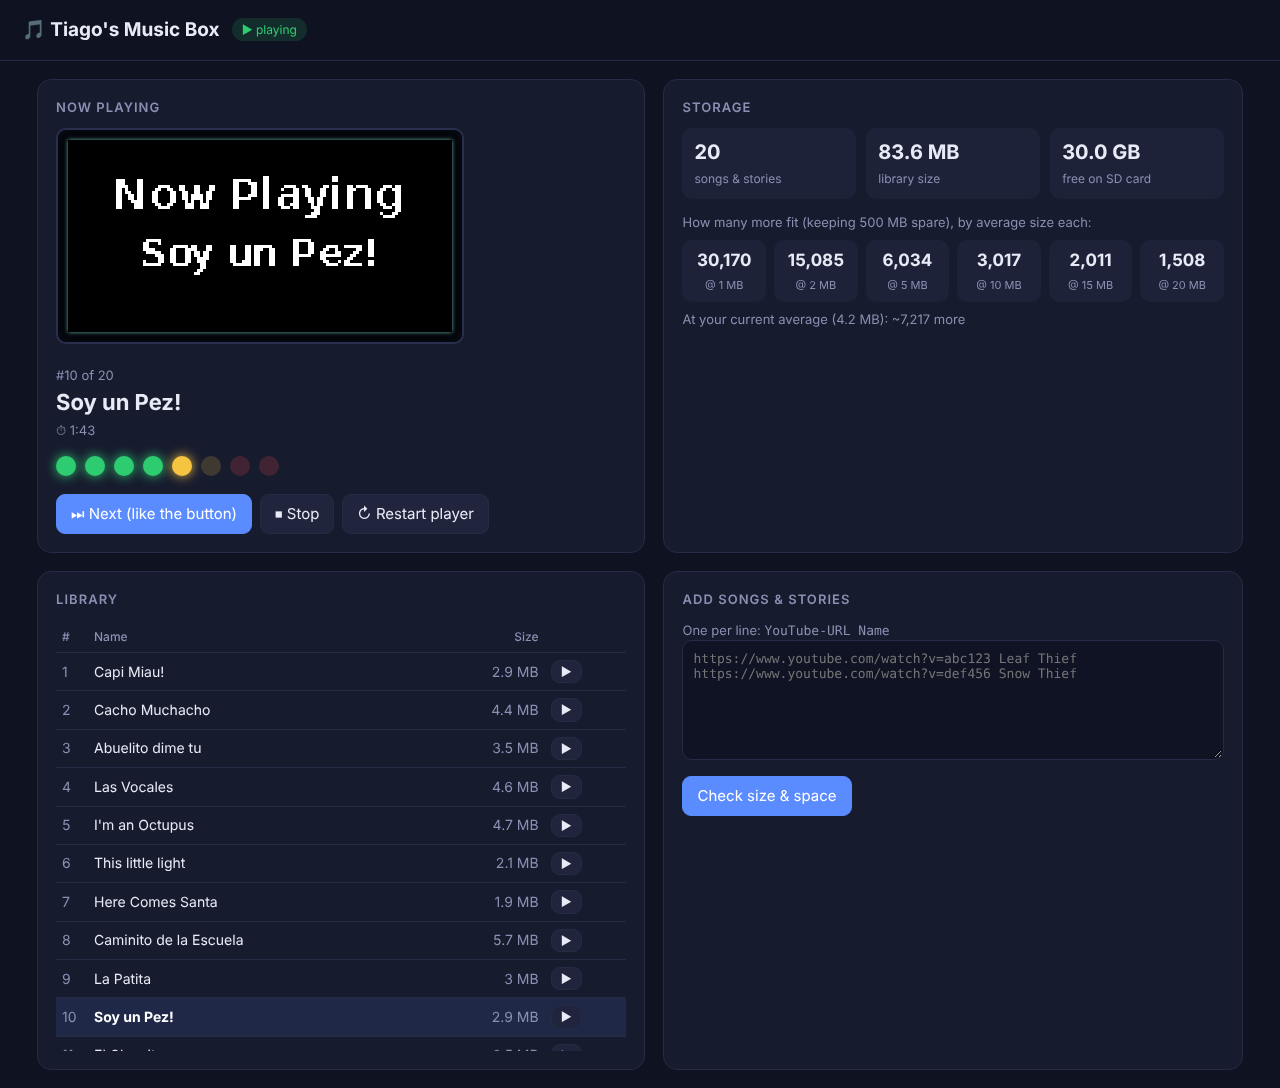 🎵 Tiago's Music Box ▶ playing
NOW PLAYING
Now Playing
Soy un Pez!
#10 of 20
Soy un Pez!
⏱ 1:43
⏭ Next (like the button) ⏹ Stop ↻ Restart player
STORAGE
20 83.6 MB 30.0 GB
songs & stories library size free on SD card
How many more fit (keeping 500 MB spare), by average size each:
30,170 15,085 6,034 3,017 2,011 1,508
@ 1 MB @ 2 MB @ 5 MB @ 10 MB @ 15 MB @ 20 MB
At your current average (4.2 MB): ~7,217 more
LIBRARY
# Name Size
1 Capi Miau! 2.9 MB ▶
2 Cacho Muchacho 4.4 MB ▶
3 Abuelito dime tu 3.5 MB ▶
4 Las Vocales 4.6 MB ▶
5 I'm an Octupus 4.7 MB ▶
6 This little light 2.1 MB ▶
7 Here Comes Santa 1.9 MB ▶
8 Caminito de la Escuela 5.7 MB ▶
9 La Patita 3 MB ▶
10 Soy un Pez! 2.9 MB ▶
ADD SONGS & STORIES
One per line: YouTube-URL Name
https://www.youtube.com/watch?v=abc123 Leaf Thief
https://www.youtube.com/watch?v=def456 Snow Thief
Check size & space